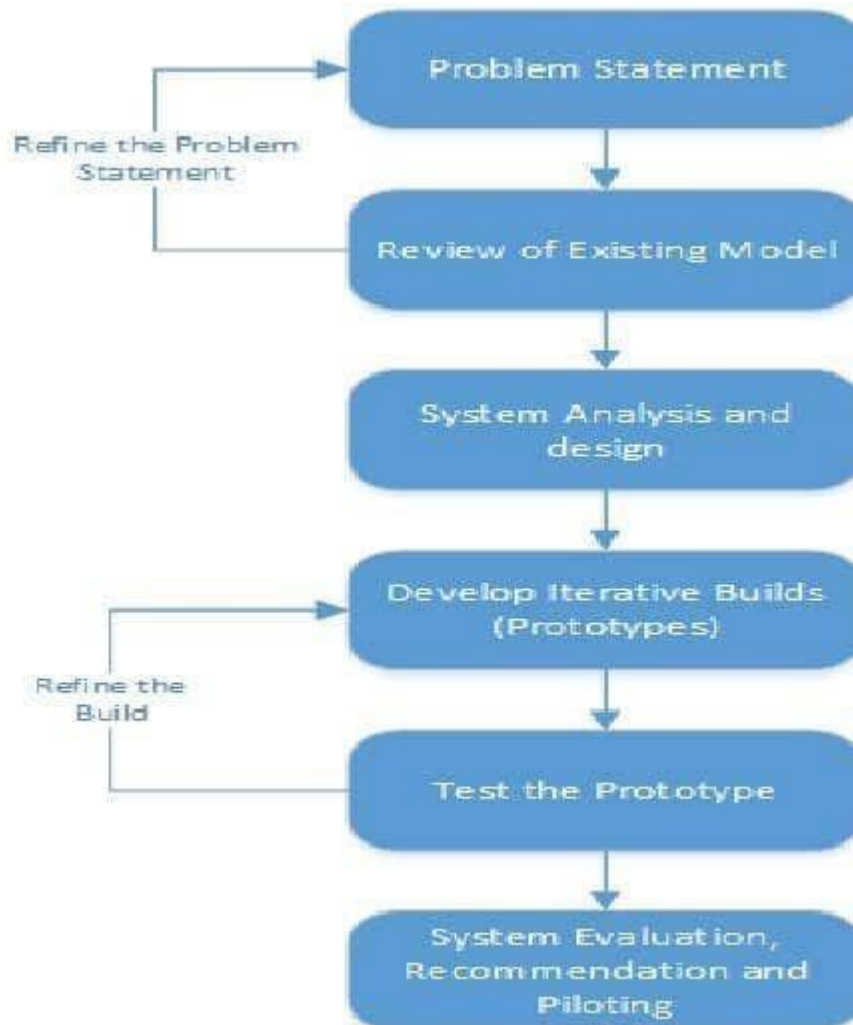 Problem Statement
Refine the Problem
Statement
Review of Existing Model
System Analysis and
design
Develop Iterative Builds
(Prototypes)
Refine the
Build
Test the Prototype
System Evaluation,
Recommendation and
Piloting